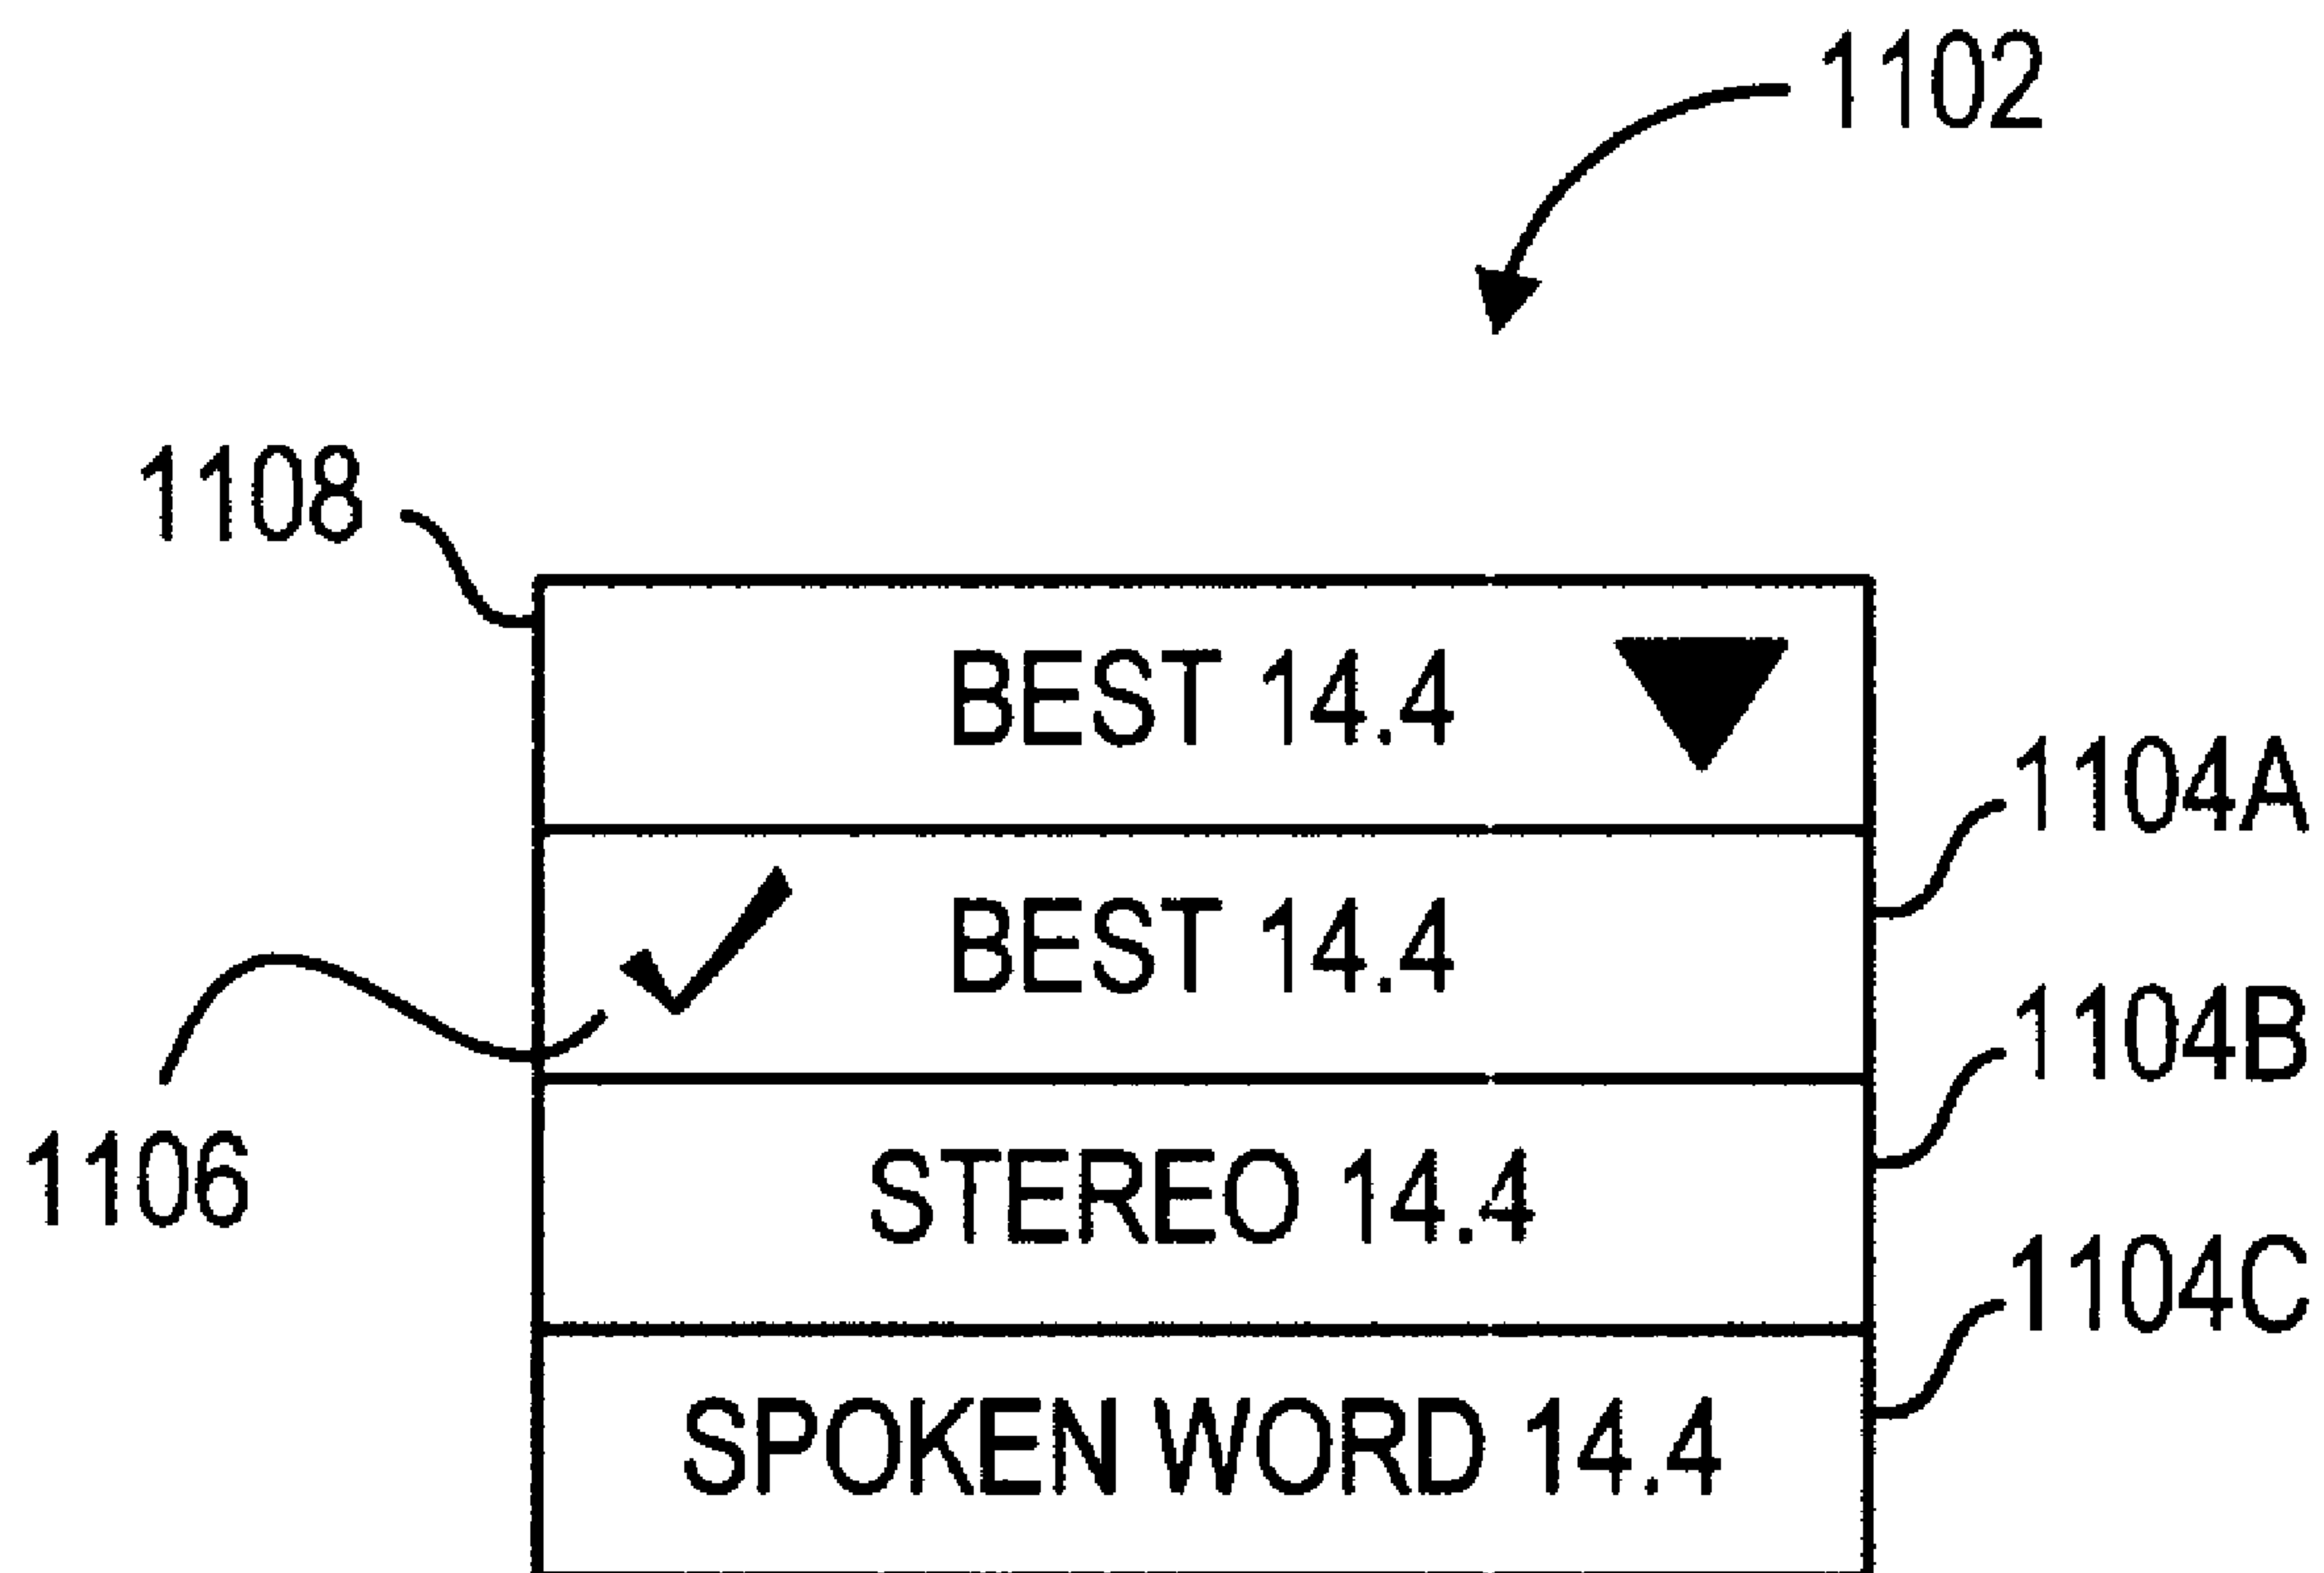 1102
1108
BEST 14.4
1104A
BEST 14.4
1104B
1106
STEREO 14.4
1104C
SPOKEN WORD 14.4